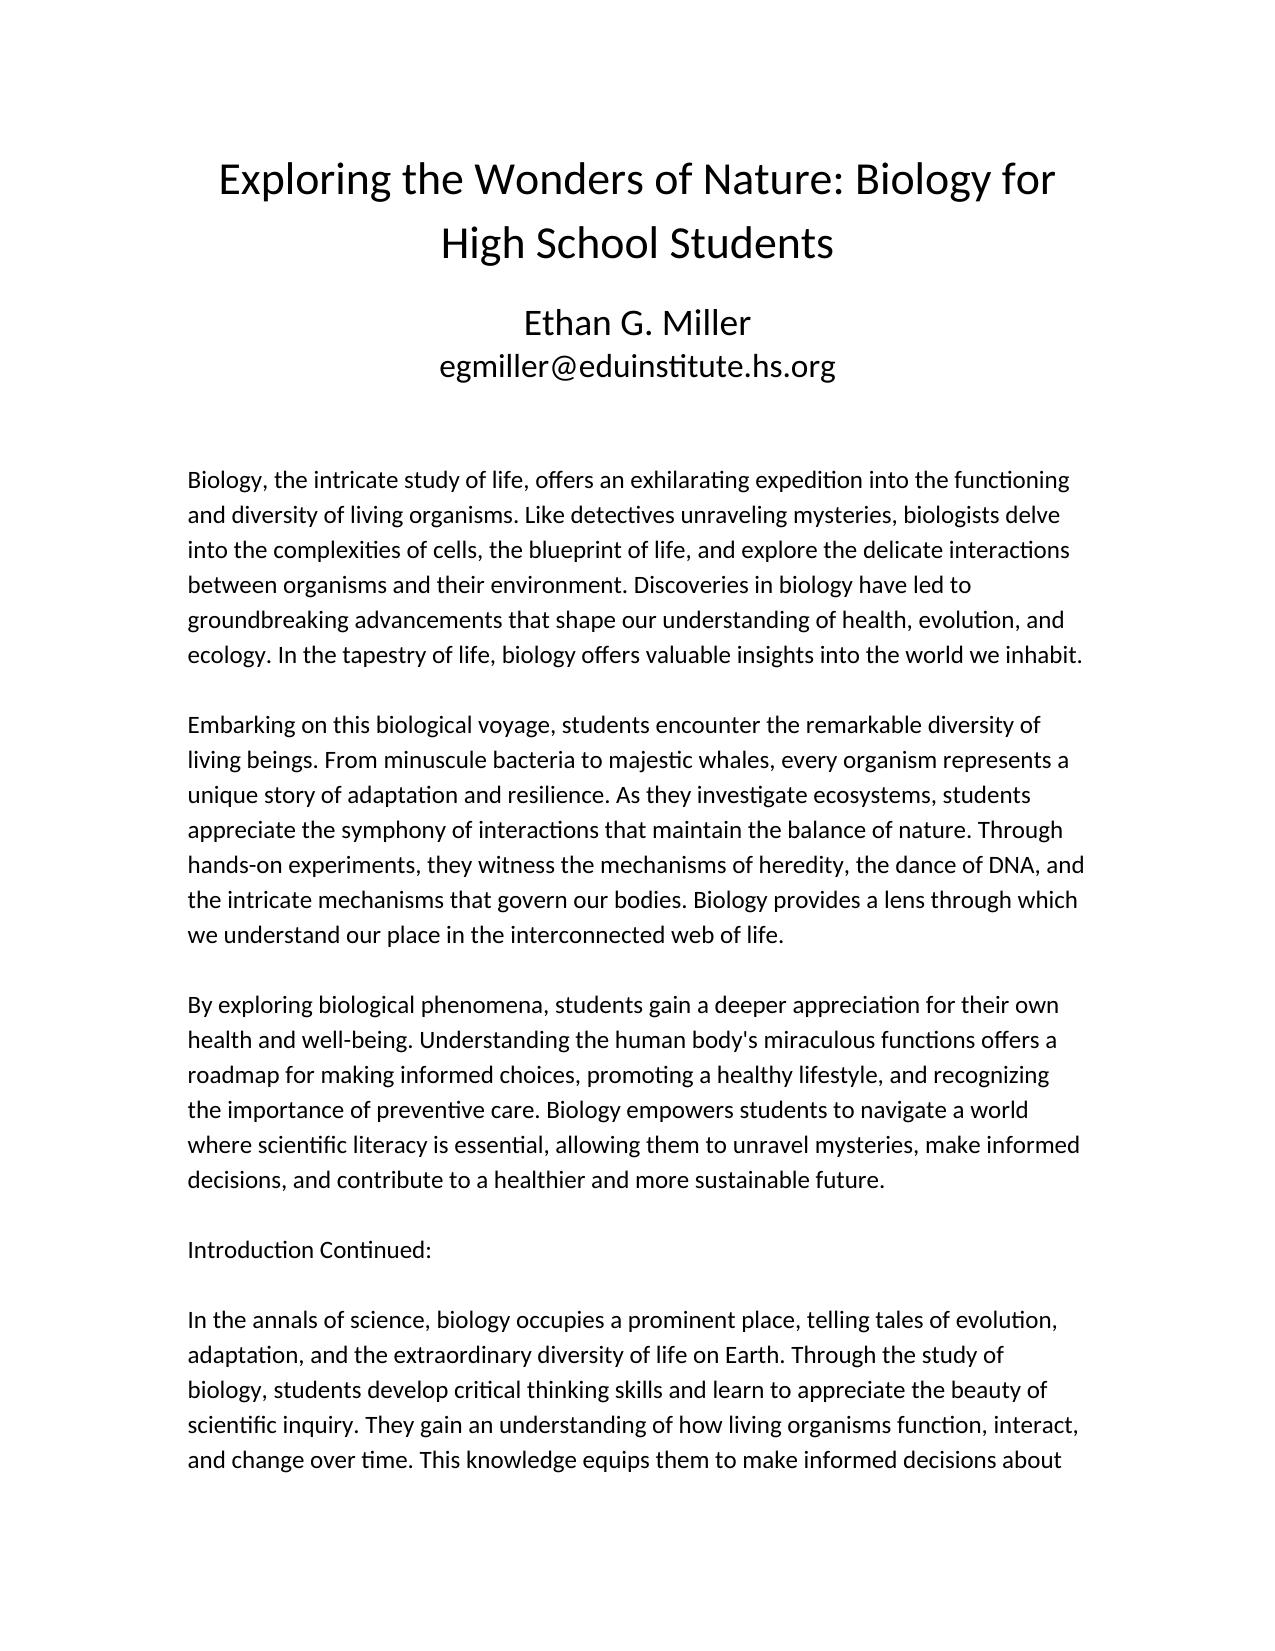 Exploring the Wonders of Nature: Biology for
High School Students
Ethan G. Miller
egmiller@eduinstitute.hs.org
Biology, the intricate study of life, offers an exhilarating expedition into the functioning
and diversity of living organisms. Like detectives unraveling mysteries, biologists delve
into the complexities of cells, the blueprint of life, and explore the delicate interactions
between organisms and their environment. Discoveries in biology have led to
groundbreaking advancements that shape our understanding of health, evolution, and
ecology. In the tapestry of life, biology offers valuable insights into the world we inhabit.
Embarking on this biological voyage, students encounter the remarkable diversity of
living beings. From minuscule bacteria to majestic whales, every organism represents a
unique story of adaptation and resilience. As they investigate ecosystems, students
appreciate the symphony of interactions that maintain the balance of nature. Through
hands-on experiments, they witness the mechanisms of heredity, the dance of DNA, and
the intricate mechanisms that govern our bodies. Biology provides a lens through which
we understand our place in the interconnected web of life.
By exploring biological phenomena, students gain a deeper appreciation for their own
health and well-being. Understanding the human body's miraculous functions offers a
roadmap for making informed choices, promoting a healthy lifestyle, and recognizing
the importance of preventive care. Biology empowers students to navigate a world
where scientific literacy is essential, allowing them to unravel mysteries, make informed
decisions, and contribute to a healthier and more sustainable future.
Introduction Continued:
In the annals of science, biology occupies a prominent place, telling tales of evolution,
adaptation, and the extraordinary diversity of life on Earth. Through the study of
biology, students develop critical thinking skills and learn to appreciate the beauty of
scientific inquiry. They gain an understanding of how living organisms function, interact,
and change over time. This knowledge equips them to make informed decisions about